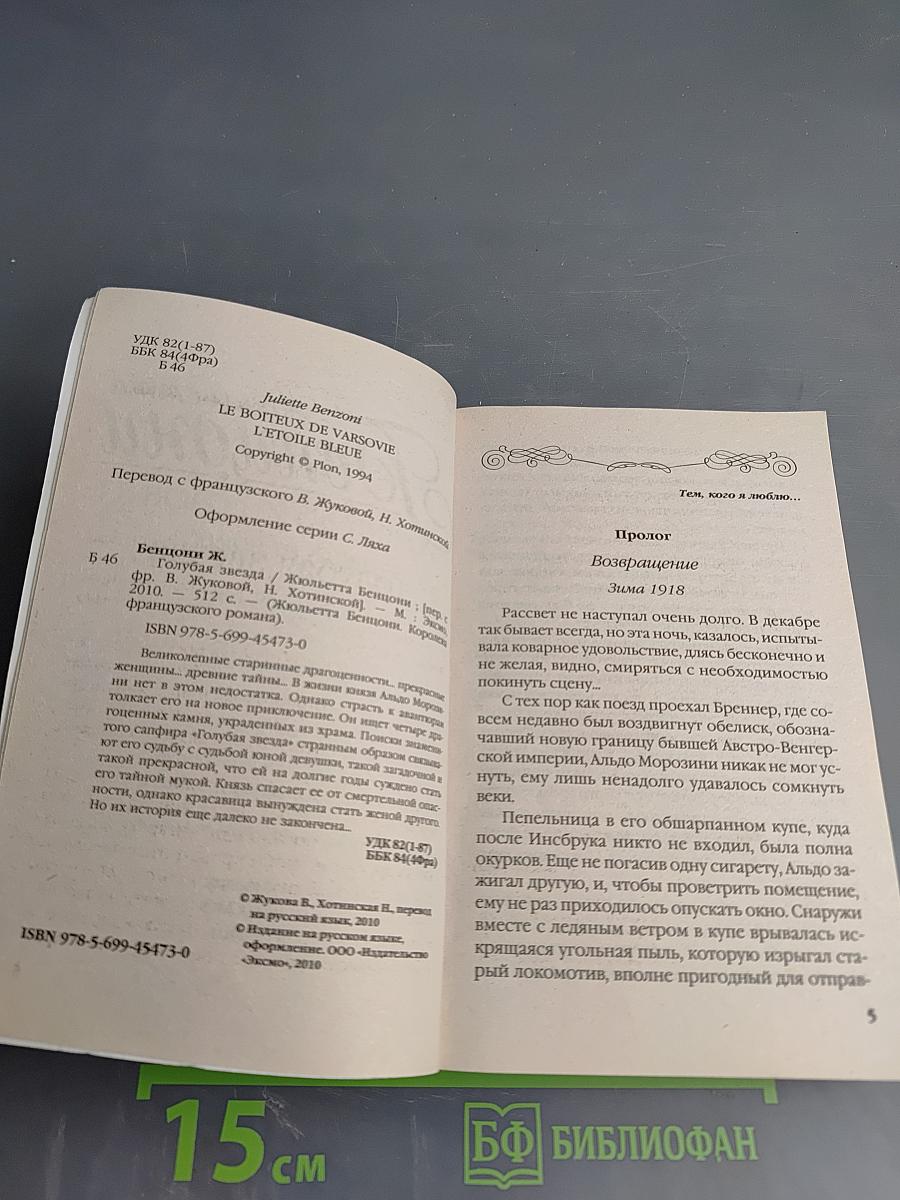 УДК 82(1-87)
ББК 84(4Фра)
Б 46
Juliette Benzoni
LE BOITEUX DE VARSOVIE
L'ETOILE BLEUE
Copyright © Plon, 1994
Перевод с французского В. Жуковой, Н. Хотинской
Оформление серии С. Ляха
Бенцони Ж.
Б 46 Голубая звезда / Жюльетта Бенцони ; [пер. с
фр. В. Жуковой, Н. Хотинской]. — М. : Эксмо,
2010. — 512 с. — (Жюльетта Бенцони. Королева
французского романа).
ISBN 978-5-699-45473-0
Великолепные старинные драгоценности... прекрасные
женщины... древние тайны... В жизни князя Альдо Морози-
ни нет в этом недостатка. Однако страсть к авантюрам
толкает его на новое приключение. Он ищет четыре дра-
гоценных камня, украденных из храма. Поиски знамени-
того сапфира «Голубая звезда» странным образом связыва-
ют его судьбу с судьбой юной девушки, такой загадочной и
такой прекрасной, что ей на долгие годы суждено стать
его тайной мукой. Князь спасает ее от смертельной опас-
ности, однако красавица вынуждена стать женой другого.
Но их история еще далеко не закончена...
УДК 82(1-87)
ББК 84(4Фра)
© Жукова В., Хотинская Н., перевод
на русский язык, 2010
© Издание на русском языке,
оформление. ООО «Издательство
«Эксмо», 2010
ISBN 978-5-699-45473-0
Тем, кого я люблю...
Пролог
Возвращение
Зима 1918
Рассвет не наступал очень долго. В декабре
так бывает всегда, но эта ночь, казалось, испыты-
вала коварное удовольствие, длясь бесконечно и
не желая, видно, смиряться с необходимостью
покинуть сцену...
С тех пор как поезд проехал Бреннер, где со-
всем недавно был воздвигнут обелиск, обозна-
чавший новую границу бывшей Австро-Венгер-
ской империи, Альдо Морозини никак не мог ус-
нуть, ему лишь ненадолго удавалось сомкнуть
веки.
Пепельница в его обшарпанном купе, куда
после Инсбрука никто не входил, была полна
окурков. Еще не погасив одну сигарету, Альдо за-
жигал другую, и, чтобы проветрить помещение,
ему не раз приходилось опускать окно. Снаружи
вместе с ледяным ветром в купе врывалась ис-
крящаяся угольная пыль, которую изрыгал ста-
рый локомотив, вполне пригодный для отправ-
5
15 см
БФ БИБЛИОФАН